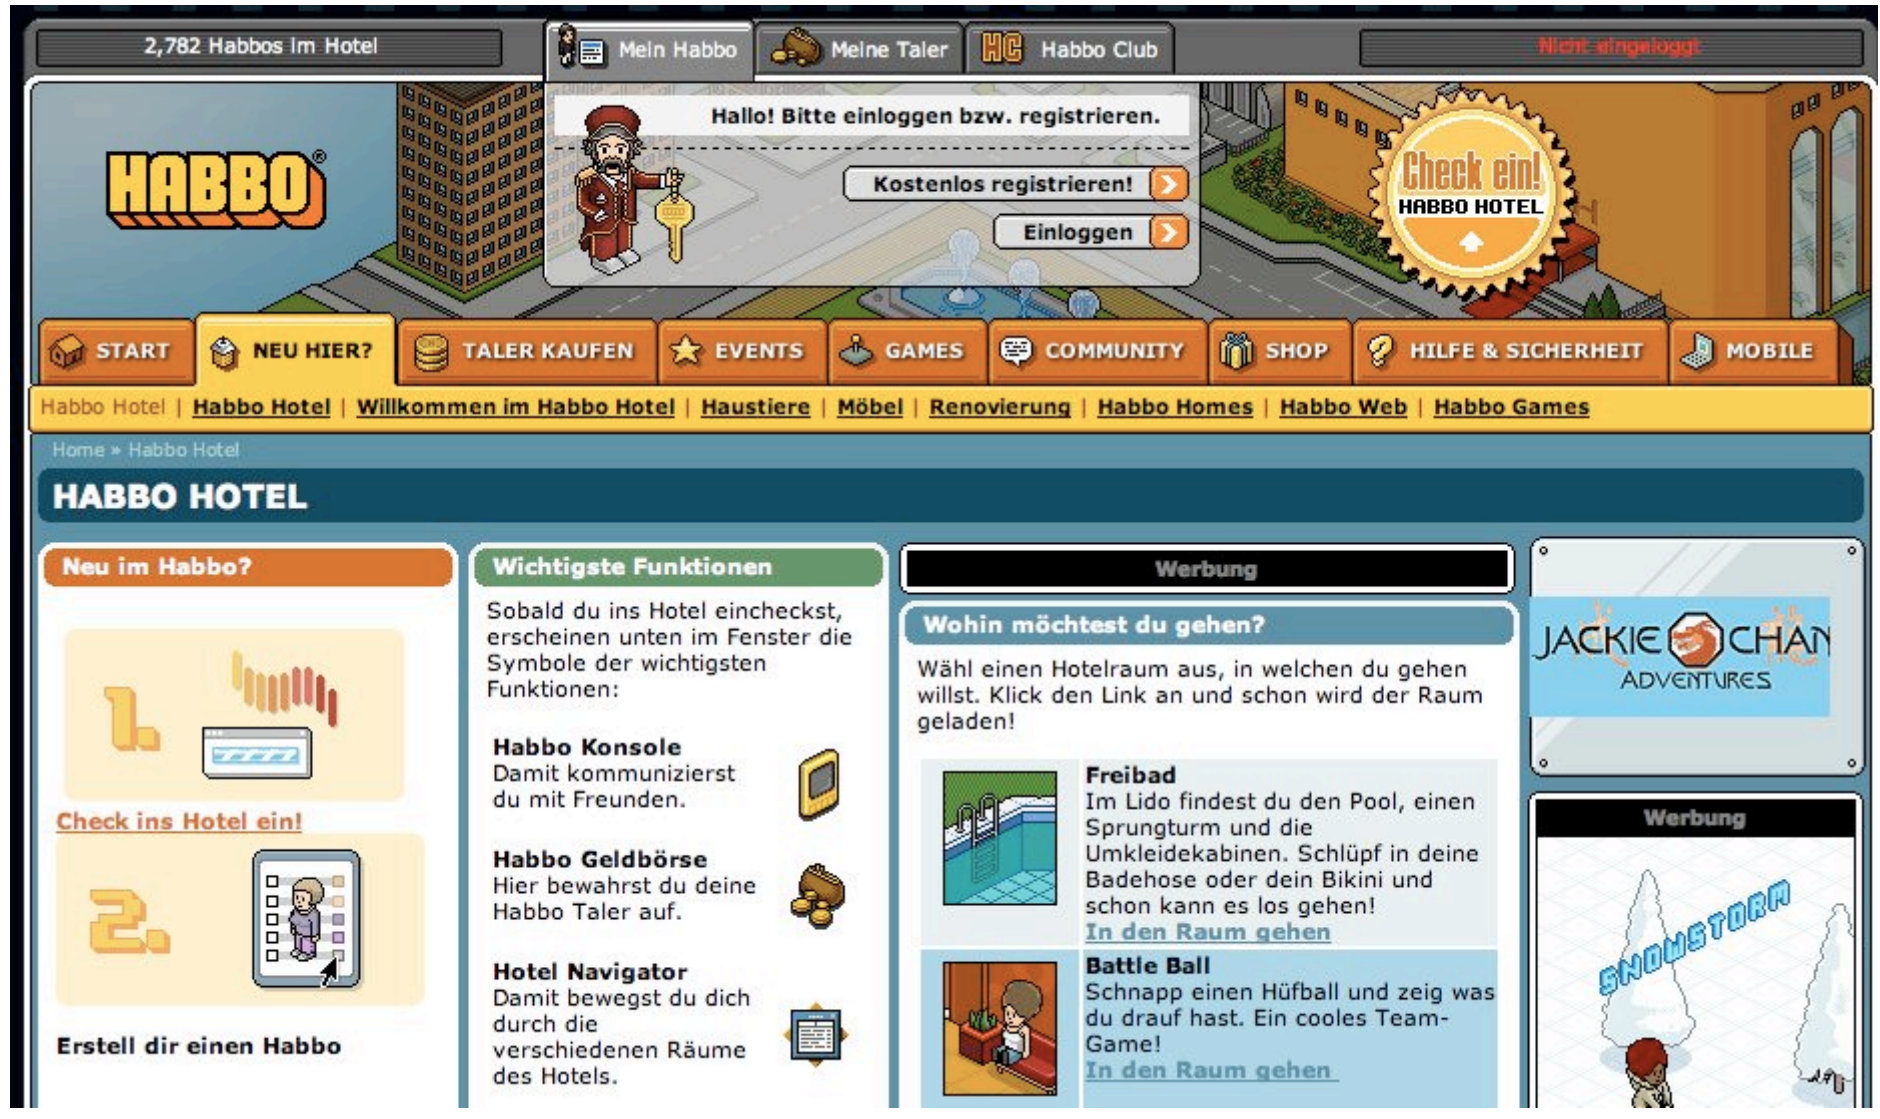 2,782 Habbos im Hotel
Mein Habbo
Meine Taler
HC Habbo Club
Nicht eingeloggt
HABBO®
Hallo! Bitte einloggen bzw. registrieren.
Kostenlos registrieren!
Einloggen
Check ein!
HABBO HOTEL
START
NEU HIER?
TALER KAUFEN
EVENTS
GAMES
COMMUNITY
SHOP
HILFE & SICHERHEIT
MOBILE
Habbo Hotel | Habbo Hotel | Willkommen im Habbo Hotel | Haustiere | Möbel | Renovierung | Habbo Homes | Habbo Web | Habbo Games
Home » Habbo Hotel
HABBO HOTEL
Neu im Habbo?
1.
Check ins Hotel ein!
2.
Erstell dir einen Habbo
Wichtigste Funktionen
Sobald du ins Hotel eincheckst,
erscheinen unten im Fenster die
Symbole der wichtigsten
Funktionen:
Habbo Konsole
Damit kommunizierst
du mit Freunden.
Habbo Geldbörse
Hier bewahrst du deine
Habbo Taler auf.
Hotel Navigator
Damit bewegst du dich
durch die
verschiedenen Räume
des Hotels.
Werbung
Wohin möchtest du gehen?
Wähl einen Hotelraum aus, in welchen du gehen
willst. Klick den Link an und schon wird der Raum
geladen!
Freibad
Im Lido findest du den Pool, einen
Sprungturm und die
Umkleidekabinen. Schlüpf in deine
Badehose oder dein Bikini und
schon kann es los gehen!
In den Raum gehen
Battle Ball
Schnapp einen Hüfball und zeig was
du drauf hast. Ein cooles Team-
Game!
In den Raum gehen
JACKIE CHAN
ADVENTURES
Werbung
SNOWSTORM